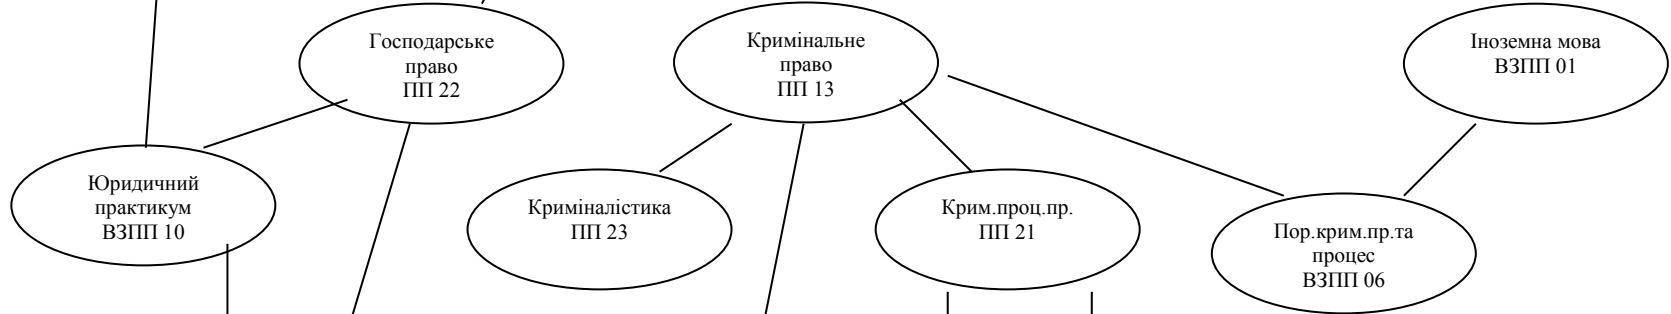 Господарське
право
ПП 22
Кримінальне
право
ПП 13
Іноземна мова
ВЗПП 01
Юридичний
практикум
ВЗПП 10
Криміналістика
ПП 23
Крим.проц.пр.
ПП 21
Пор.крим.пр.та
процес
ВЗПП 06